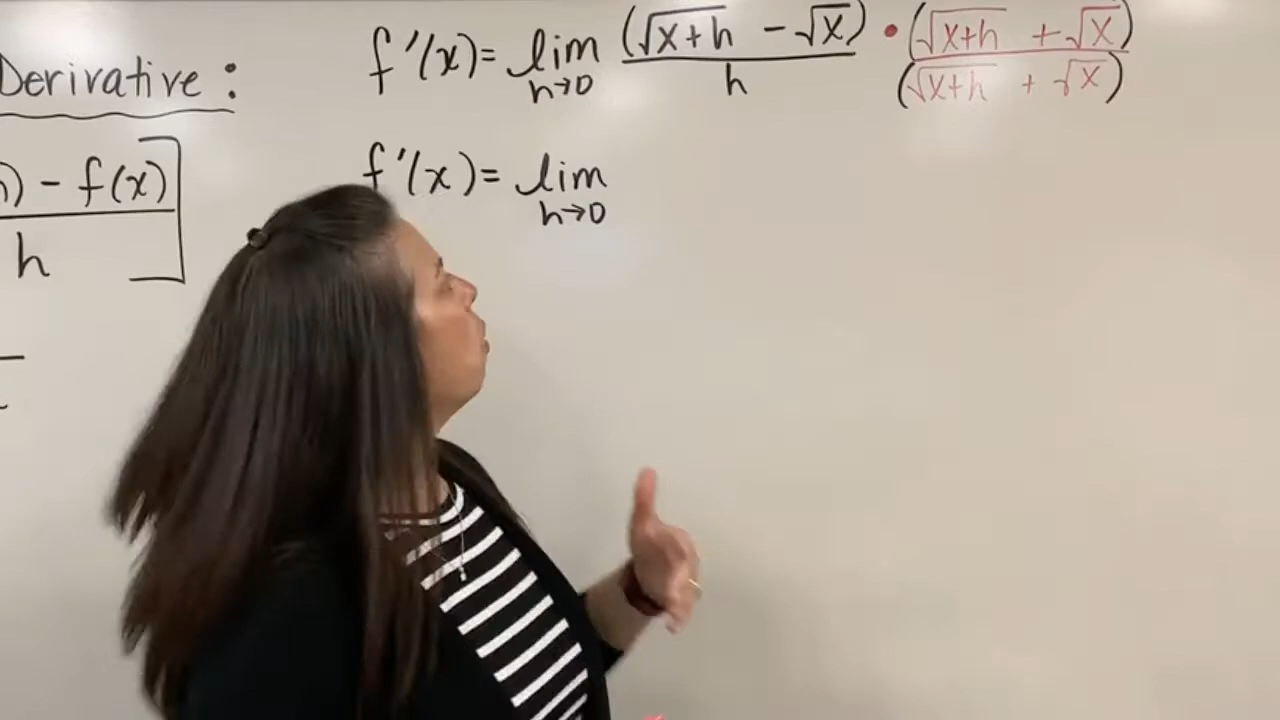 Derivative :
) - f(x)
h
f'(x) = lim h→0 (√x+h - √x) / h • (√x+h + √x) / (√x+h + √x)
f'(x) = lim h→0